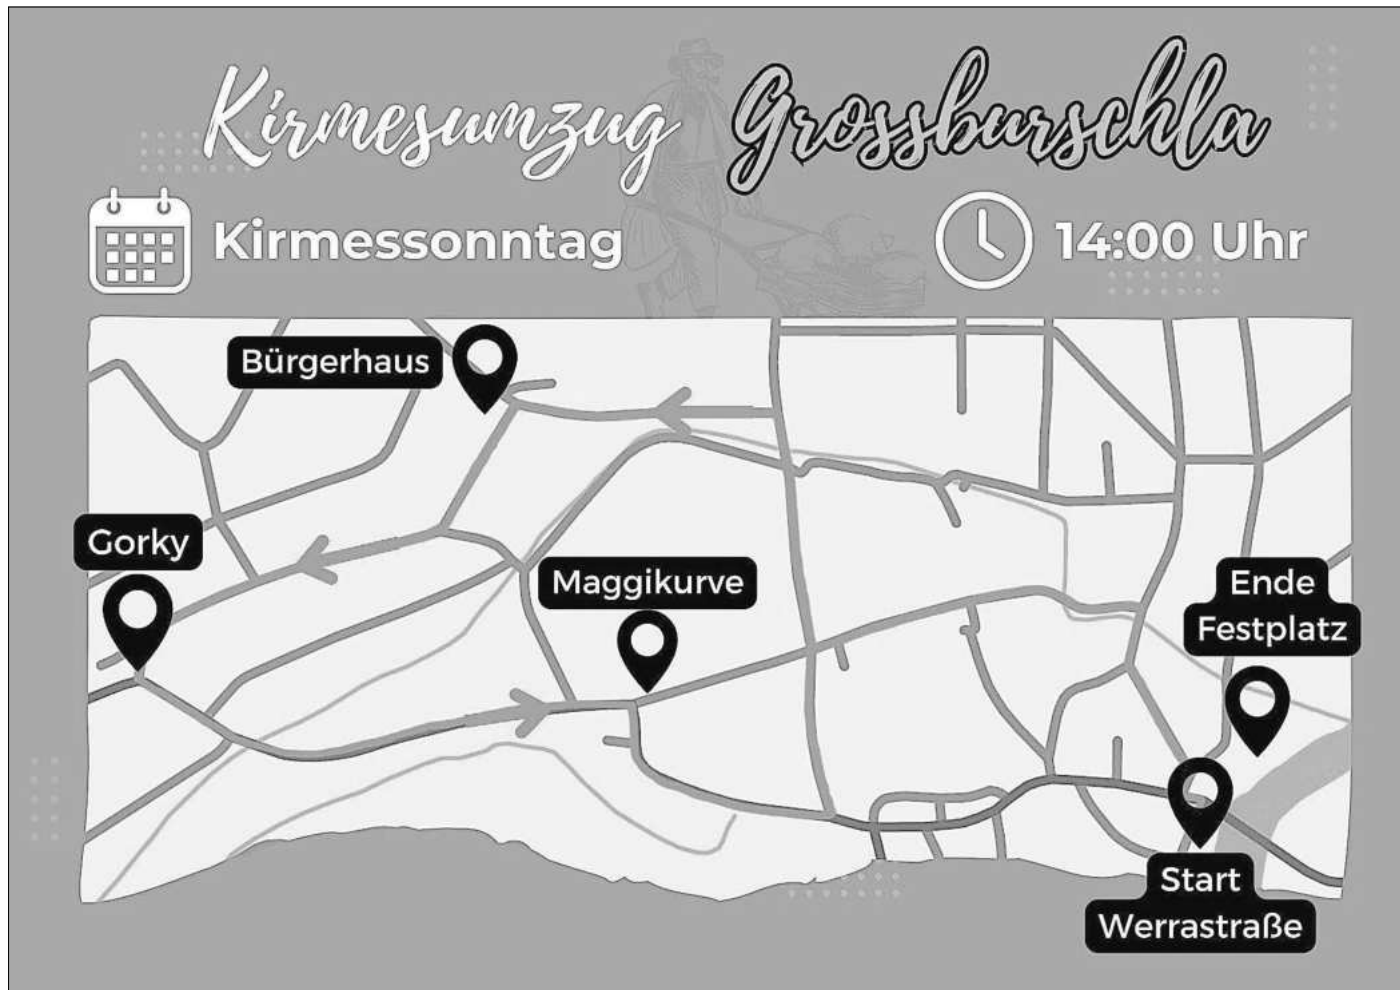 Kirmesumzug Grossburschla
Kirmessonntag
14:00 Uhr
Bürgerhaus
Gorky
Maggikurve
Ende
Festplatz
Start
Werrastraße